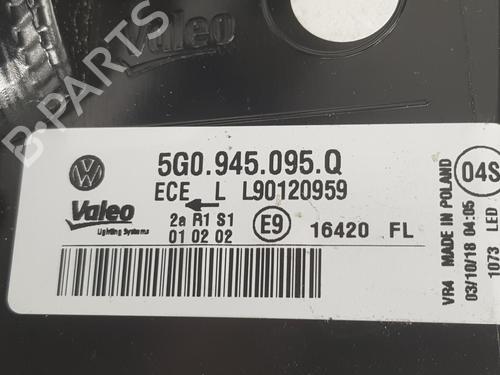 Valeo
B-PARTS
5G0.945.095.Q
ECE L L90120959
Valeo
Lighting Systems
2a R1 S1
01 02 02
E9
16420 FL
VR4 MADE IN POLAND
03/10/18 04:05
1073 LED
04S